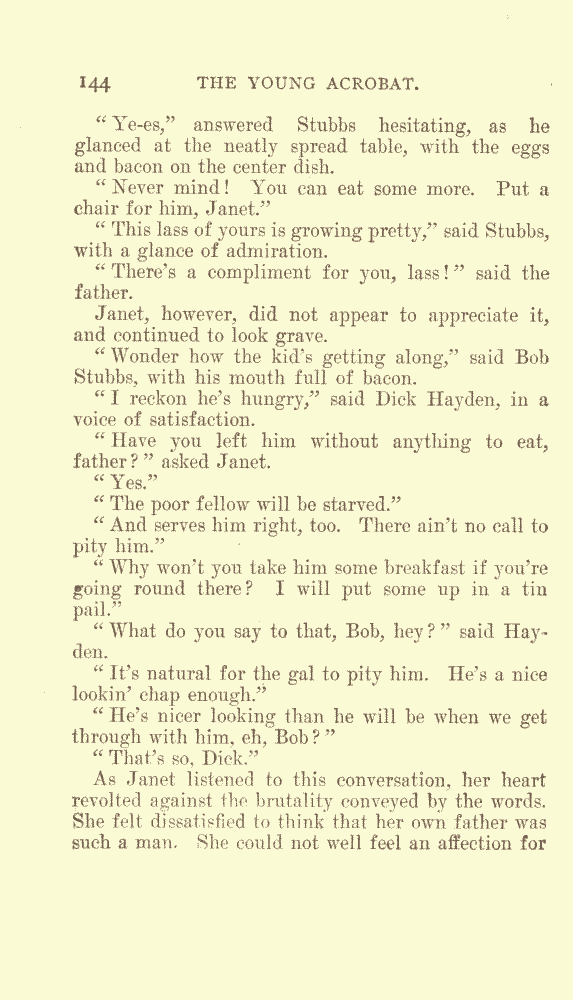 144 THE YOUNG ACROBAT.
“Ye-es,” answered Stubbs hesitating, as he
glanced at the neatly spread table, with the eggs
and bacon on the center dish.
“Never mind! You can eat some more. Put a
chair for him, Janet.”
“This lass of yours is growing pretty,” said Stubbs,
with a glance of admiration.
“There’s a compliment for you, lass!” said the
father.
Janet, however, did not appear to appreciate it,
and continued to look grave.
“Wonder how the kid’s getting along,” said Bob
Stubbs, with his mouth full of bacon.
“I reckon he’s hungry,” said Dick Hayden, in a
voice of satisfaction.
“Have you left him without anything to eat,
father?” asked Janet.
“Yes.”
“The poor fellow will be starved.”
“And serves him right, too. There ain’t no call to
pity him.”
“Why won’t you take him some breakfast if you’re
going round there? I will put some up in a tin
pail.”
“What do you say to that, Bob, hey?” said Hay-
den.
“It’s natural for the gal to pity him. He’s a nice
lookin’ chap enough.”
“He’s nicer looking than he will be when we get
through with him, eh, Bob?”
“That’s so, Dick.”
As Janet listened to this conversation, her heart
revolted against the brutality conveyed by the words.
She felt dissatisfied to think that her own father was
such a man. She could not well feel an affection for